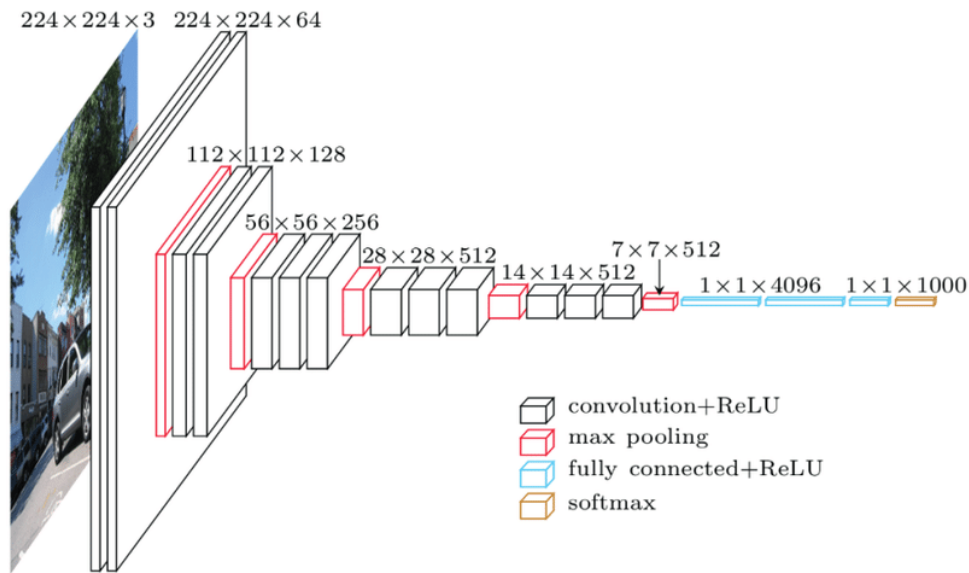 224×224×3
224×224×64
112×112×128
56×56×256
28×28×512
14×14×512
7×7×512
1×1×4096
1×1×1000
convolution+ReLU
max pooling
fully connected+ReLU
softmax